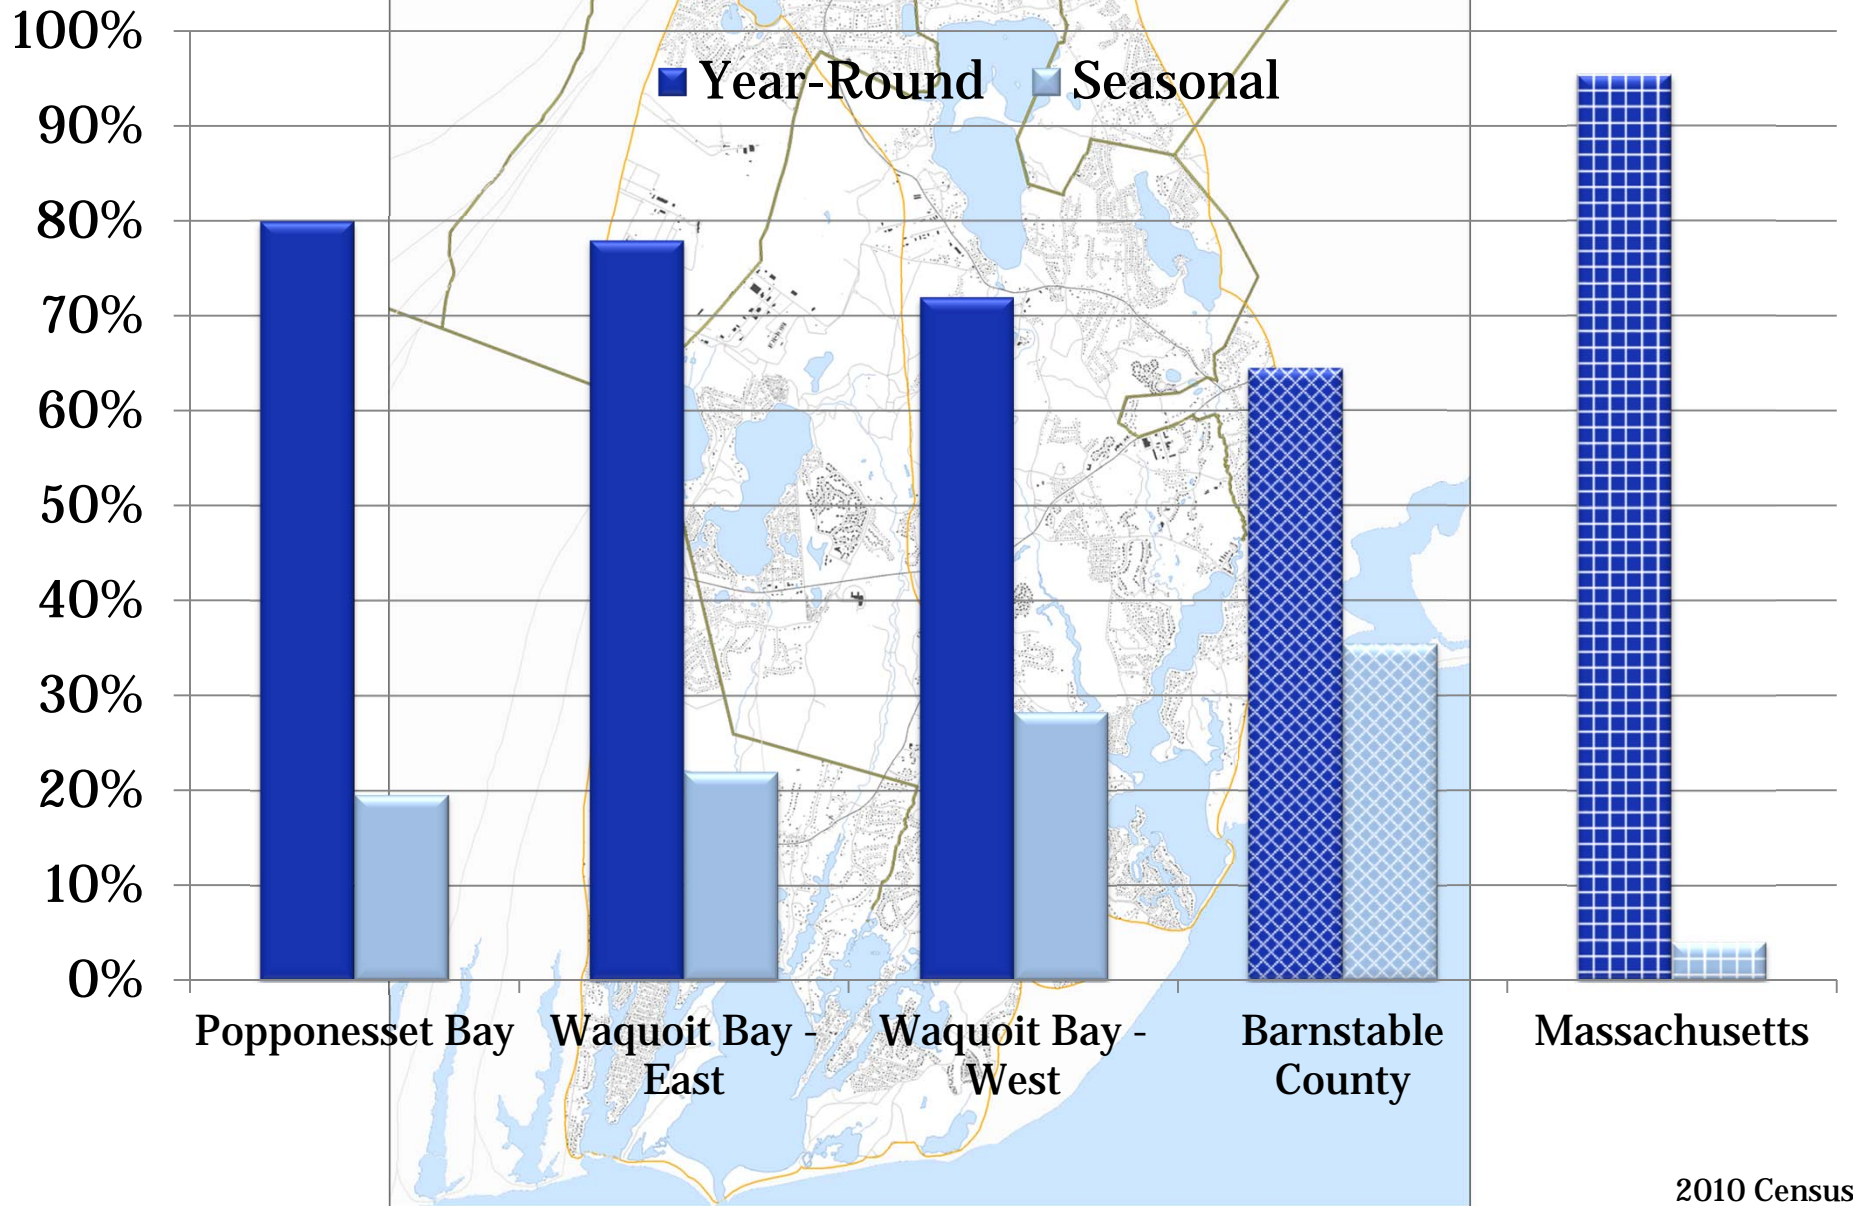 100%
Year-Round Seasonal
90%
80%
70%
60%
50%
40%
30%
20%
10%
0%
Popponesset Bay
Waquoit Bay -
East
Waquoit Bay -
West
Barnstable
County
Massachusetts
2010 Census